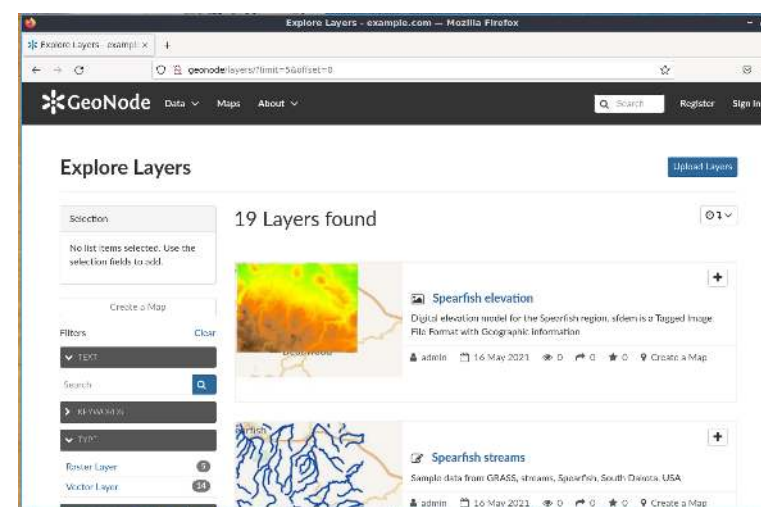 Explore Layers - example.com — Mozilla Firefox
Explore Layers - exampl ×
+
geonode/layers/?limit=5&offset=0
GeoNode
Data
Maps
About
Search
Register
Sign in
Explore Layers
Upload Layers
Selection
No list items selected. Use the
selection fields to add.
Create a Map
Filters
Clear
TEXT
Search
KEYWORDS
TYPE
Raster Layer
5
Vector Layer
14
19 Layers found
Spearfish elevation
Digital elevation model for the Spearfish region. sfdem is a Tagged Image
File Format with Geographic information
admin 16 May 2021 0 0 0 Create a Map
Spearfish streams
Sample data from GRASS, streams, Spearfish, South Dakota, USA
admin 16 May 2021 0 0 0 Create a Map